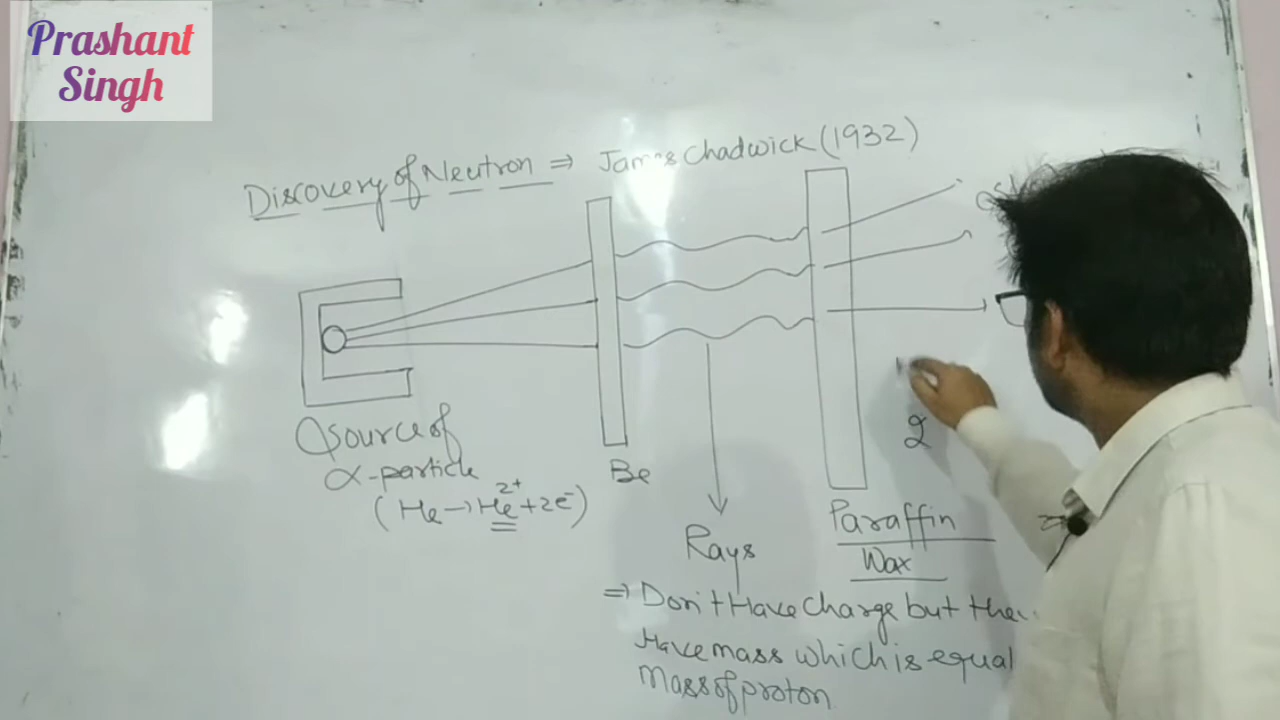 Prashant
Singh
Discovery of Neutron ⇒ James Chadwick (1932)
Source of
α-particle
(He → He²⁺ + 2e⁻)
Be
Rays
Paraffin
Wax
2
⇒ Don't Have charge but
Have mass which is equal
Mass of proton